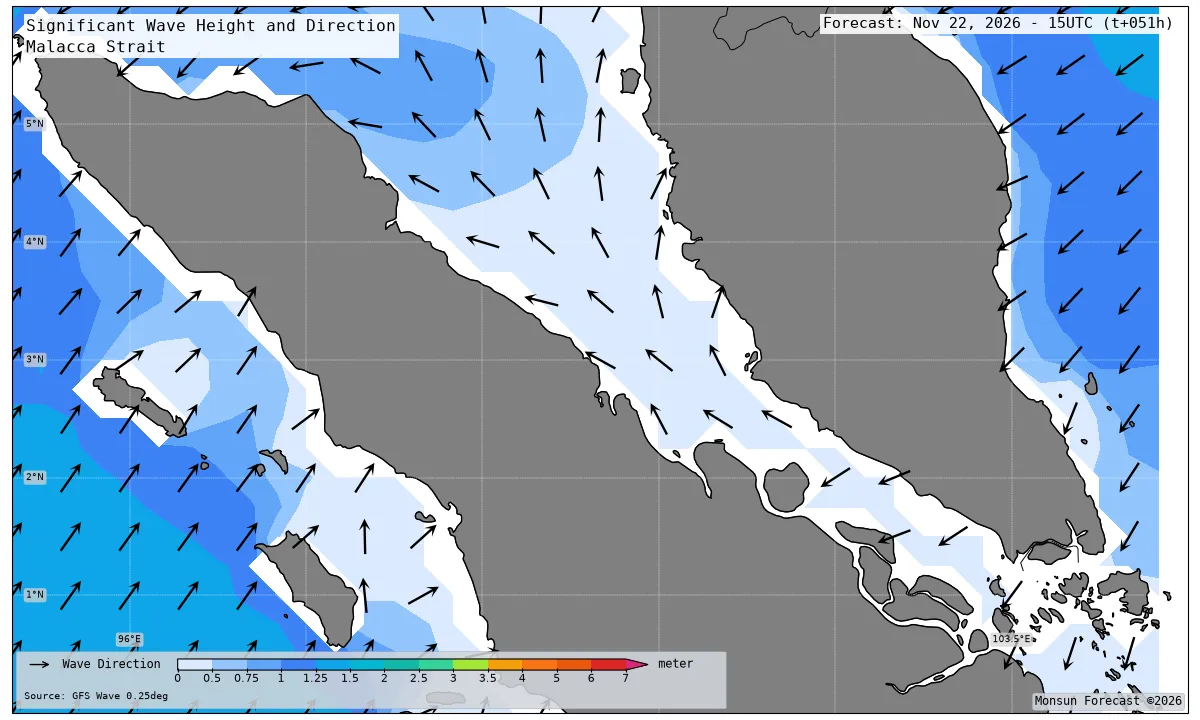 Significant Wave Height and Direction
Malacca Strait
Forecast: Nov 22, 2026 - 15UTC (t+051h)
5°N
4°N
3°N
2°N
1°N
96°E
103.5°E
Wave Direction
meter
0 0.5 0.75 1 1.25 1.5 2 2.5 3 3.5 4 5 6 7
Source: GFS Wave 0.25deg
Monsun Forecast ©2026